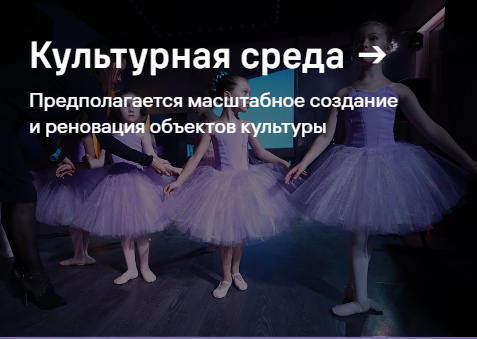 Культурная среда →
Предполагается масштабное создание
и реновация объектов культуры